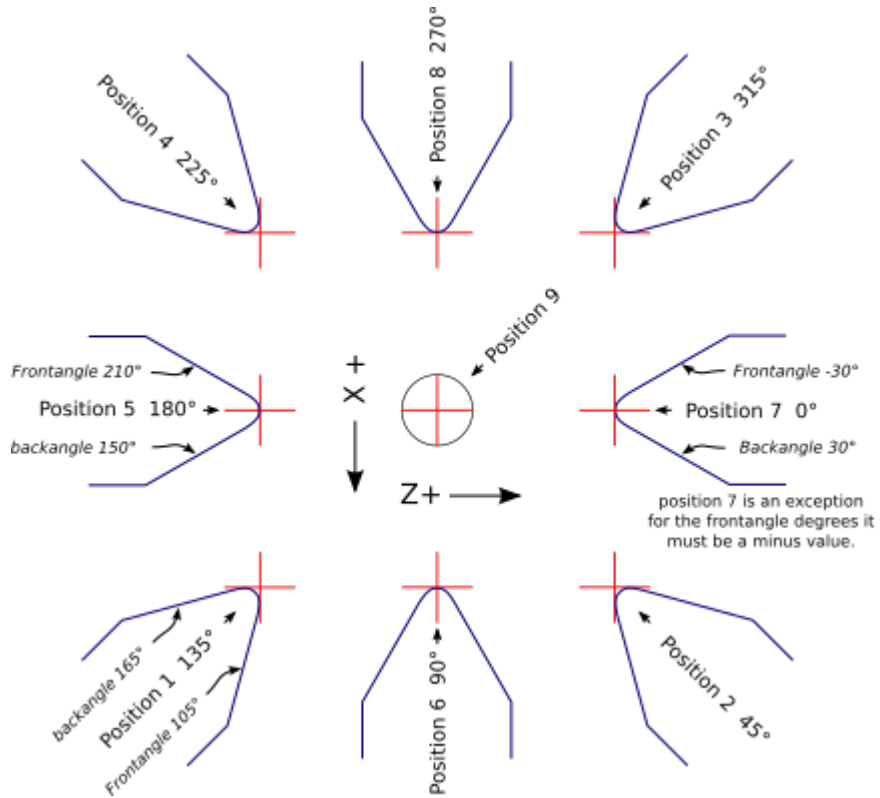 Position 4 225°
Position 8 270°
Position 3 315°
Position 9
Frontangle 210°
Position 5 180°
backangle 150°
X +
Z+
Frontangle -30°
Position 7 0°
Backangle 30°
position 7 is an exception
for the frontangle degrees it
must be a minus value.
backangle 165°
Position 1 135°
Frontangle 105°
Position 6 90°
Position 2 45°